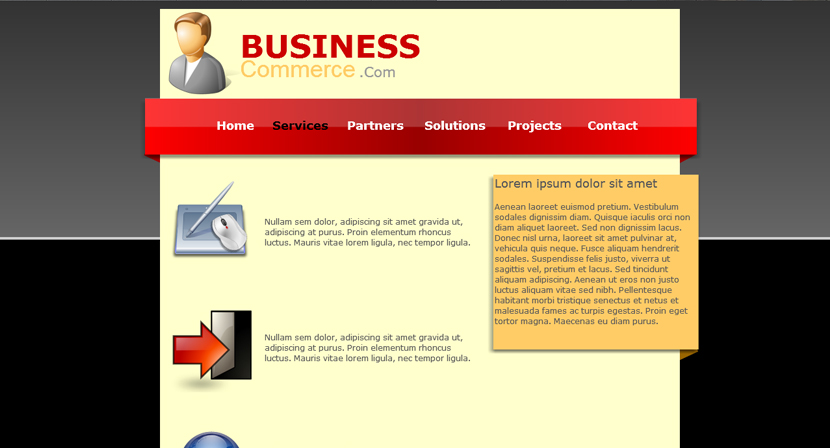 BUSINESS
Commerce .Com
Home Services Partners Solutions Projects Contact
Nullam sem dolor, adipiscing sit amet gravida ut,
adipiscing at purus. Proin elementum rhoncus
luctus. Mauris vitae lorem ligula, nec tempor ligula.
Lorem ipsum dolor sit amet
Aenean laoreet euismod pretium. Vestibulum
sodales dignissim diam. Quisque iaculis orci non
diam aliquet laoreet. Sed non dignissim lacus.
Donec nisl urna, laoreet sit amet pulvinar at,
vehicula quis neque. Fusce aliquam hendrerit
sodales. Suspendisse felis justo, viverra ut
sagittis vel, pretium et lacus. Sed tincidunt
aliquam adipiscing. Aenean ut eros non justo
luctus aliquam vitae sed nibh. Pellentesque
habitant morbi tristique senectus et netus et
malesuada fames ac turpis egestas. Proin eget
tortor magna. Maecenas eu diam purus.
Nullam sem dolor, adipiscing sit amet gravida ut,
adipiscing at purus. Proin elementum rhoncus
luctus. Mauris vitae lorem ligula, nec tempor ligula.